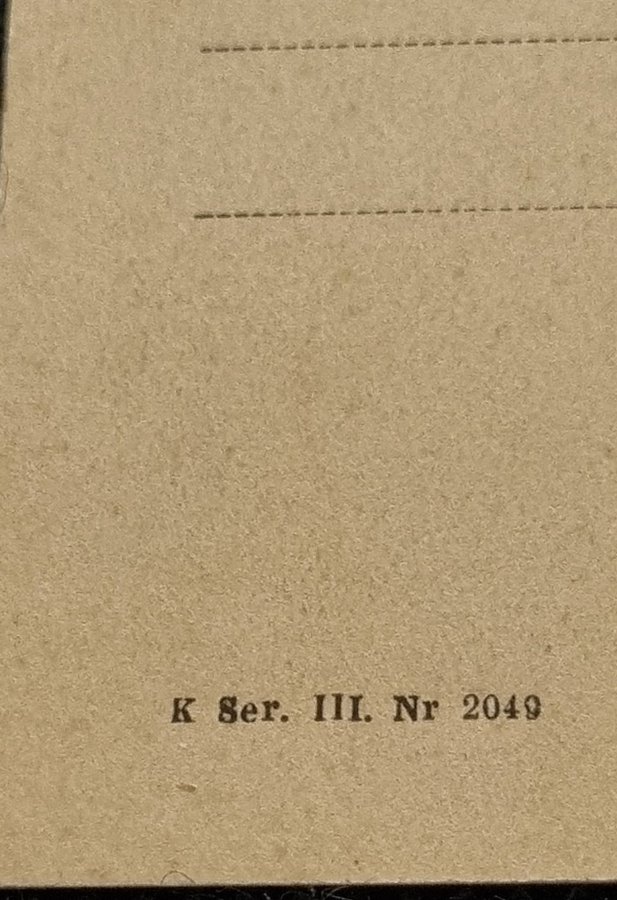 K Ser. III. Nr 2049